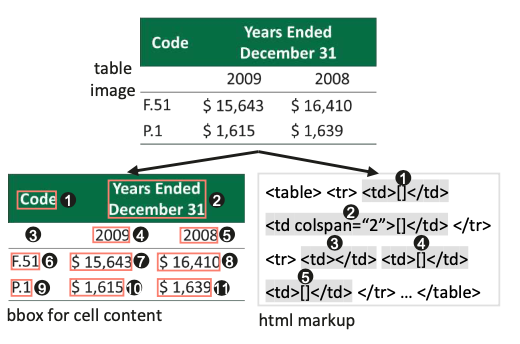 Code
Years Ended
December 31
table
image
2009 2008
F.51 $ 15,643 $ 16,410
P.1 $ 1,615 $ 1,639
Code 1 Years Ended
December 31 2
3 2009 4 2008 5
F.51 6 $ 15,643 7 $ 16,410 8
P.1 9 $ 1,615 10 $ 1,639 11
bbox for cell content
1
<table> <tr> <td>[]</td>
2
<td colspan=“2”>[]</td> </tr>
3 4
<tr> <td></td> <td>[]</td>
5
<td>[]</td> </tr> ... </table>
html markup